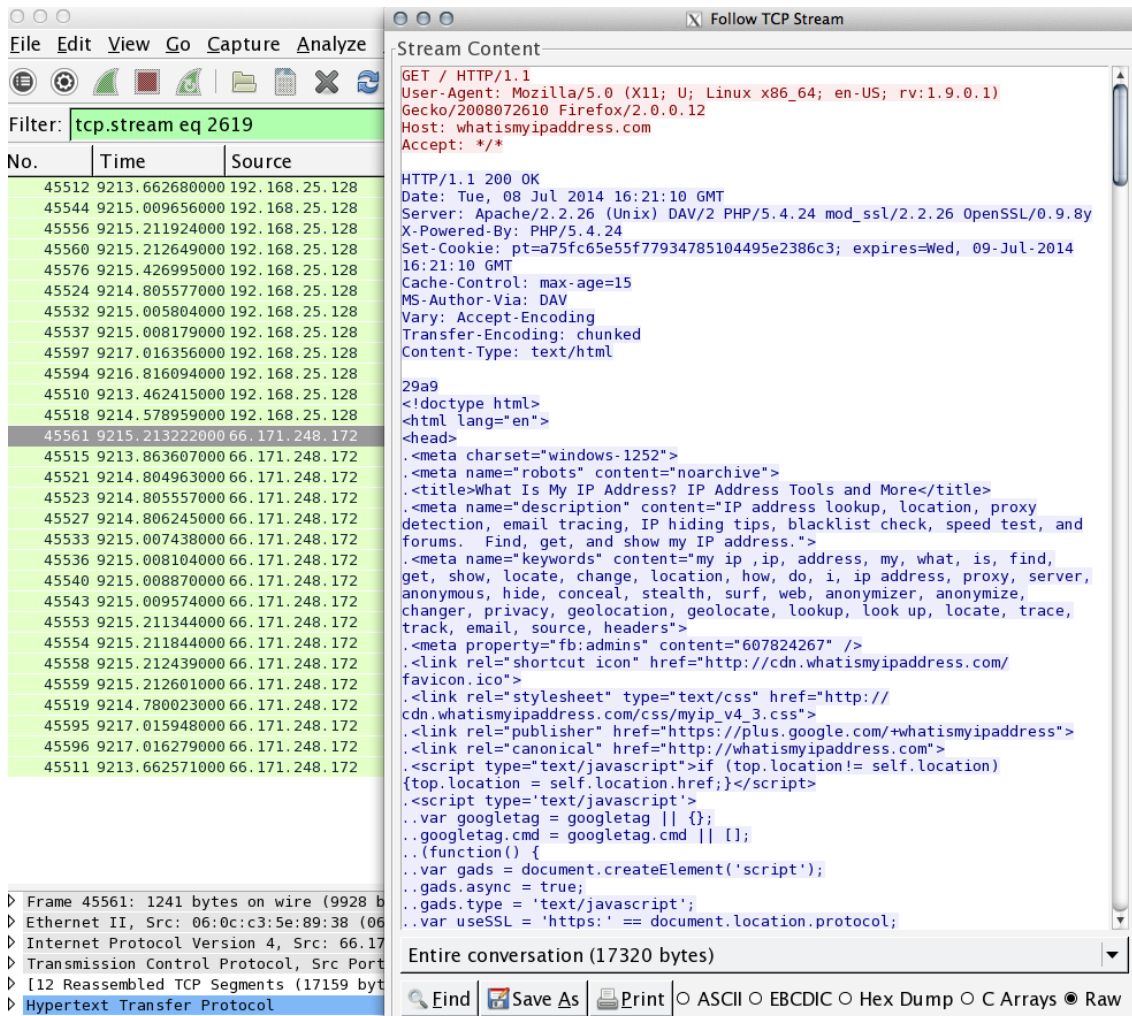 File Edit View Go Capture Analyze
Filter: tcp.stream eq 2619
No. Time Source
45512 9213.662680000 192.168.25.128
45544 9215.009656000 192.168.25.128
45556 9215.211924000 192.168.25.128
45560 9215.212649000 192.168.25.128
45576 9215.426995000 192.168.25.128
45524 9214.805577000 192.168.25.128
45532 9215.005804000 192.168.25.128
45537 9215.008179000 192.168.25.128
45597 9217.016356000 192.168.25.128
45594 9216.816094000 192.168.25.128
45510 9213.462415000 192.168.25.128
45518 9214.578959000 192.168.25.128
45561 9215.213222000 66.171.248.172
45515 9213.863607000 66.171.248.172
45521 9214.804963000 66.171.248.172
45523 9214.805557000 66.171.248.172
45527 9214.806245000 66.171.248.172
45533 9215.007438000 66.171.248.172
45536 9215.008104000 66.171.248.172
45540 9215.008870000 66.171.248.172
45543 9215.009574000 66.171.248.172
45553 9215.211344000 66.171.248.172
45554 9215.211844000 66.171.248.172
45558 9215.212439000 66.171.248.172
45559 9215.212601000 66.171.248.172
45519 9214.780023000 66.171.248.172
45595 9217.015948000 66.171.248.172
45596 9217.016279000 66.171.248.172
45511 9213.662571000 66.171.248.172
Frame 45561: 1241 bytes on wire (9928 b
Ethernet II, Src: 06:0c:c3:5e:89:38 (06
Internet Protocol Version 4, Src: 66.17
Transmission Control Protocol, Src Port
[12 Reassembled TCP Segments (17159 byt
Hypertext Transfer Protocol
X Follow TCP Stream
Stream Content
GET / HTTP/1.1
User-Agent: Mozilla/5.0 (X11; U; Linux x86_64; en-US; rv:1.9.0.1)
Gecko/2008072610 Firefox/2.0.0.12
Host: whatismyipaddress.com
Accept: */*
HTTP/1.1 200 OK
Date: Tue, 08 Jul 2014 16:21:10 GMT
Server: Apache/2.2.26 (Unix) DAV/2 PHP/5.4.24 mod_ssl/2.2.26 OpenSSL/0.9.8y
X-Powered-By: PHP/5.4.24
Set-Cookie: pt=a75fc65e55f77934785104495e2386c3; expires=Wed, 09-Jul-2014
16:21:10 GMT
Cache-Control: max-age=15
MS-Author-Via: DAV
Vary: Accept-Encoding
Transfer-Encoding: chunked
Content-Type: text/html
29a9
<!doctype html>
<html lang="en">
<head>
.<meta charset="windows-1252">
.<meta name="robots" content="noarchive">
.<title>What Is My IP Address? IP Address Tools and More</title>
.<meta name="description" content="IP address lookup, location, proxy
detection, email tracing, IP hiding tips, blacklist check, speed test, and
forums.  Find, get, and show my IP address.">
.<meta name="keywords" content="my ip ,ip, address, my, what, is, find,
get, show, locate, change, location, how, do, i, ip address, proxy, server,
anonymous, hide, conceal, stealth, surf, web, anonymizer, anonymize,
changer, privacy, geolocation, geolocate, lookup, look up, locate, trace,
track, email, source, headers">
.<meta property="fb:admins" content="607824267" />
.<link rel="shortcut icon" href="http://cdn.whatismyipaddress.com/
favicon.ico">
.<link rel="stylesheet" type="text/css" href="http://
cdn.whatismyipaddress.com/css/myip_v4_3.css">
.<link rel="publisher" href="https://plus.google.com/+whatismyipaddress">
.<link rel="canonical" href="http://whatismyipaddress.com">
.<script type="text/javascript">if (top.location!= self.location)
{top.location = self.location.href;}</script>
.<script type='text/javascript'>
..var googletag = googletag || {};
..googletag.cmd = googletag.cmd || [];
..(function() {
..var gads = document.createElement('script');
..gads.async = true;
..gads.type = 'text/javascript';
..var useSSL = 'https:' == document.location.protocol;
Entire conversation (17320 bytes)
Find Save As Print ASCII EBCDIC Hex Dump C Arrays Raw